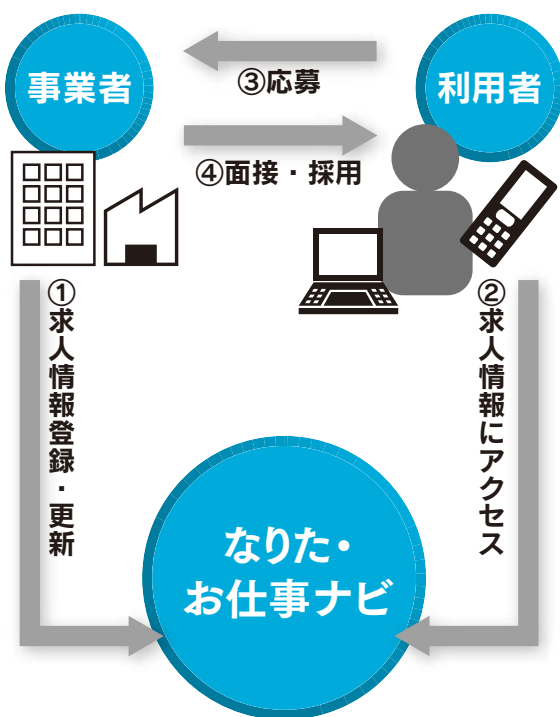 事業者
利用者
③応募
④面接・採用
①求人情報登録・更新
②求人情報にアクセス
なりた・
お仕事ナビ